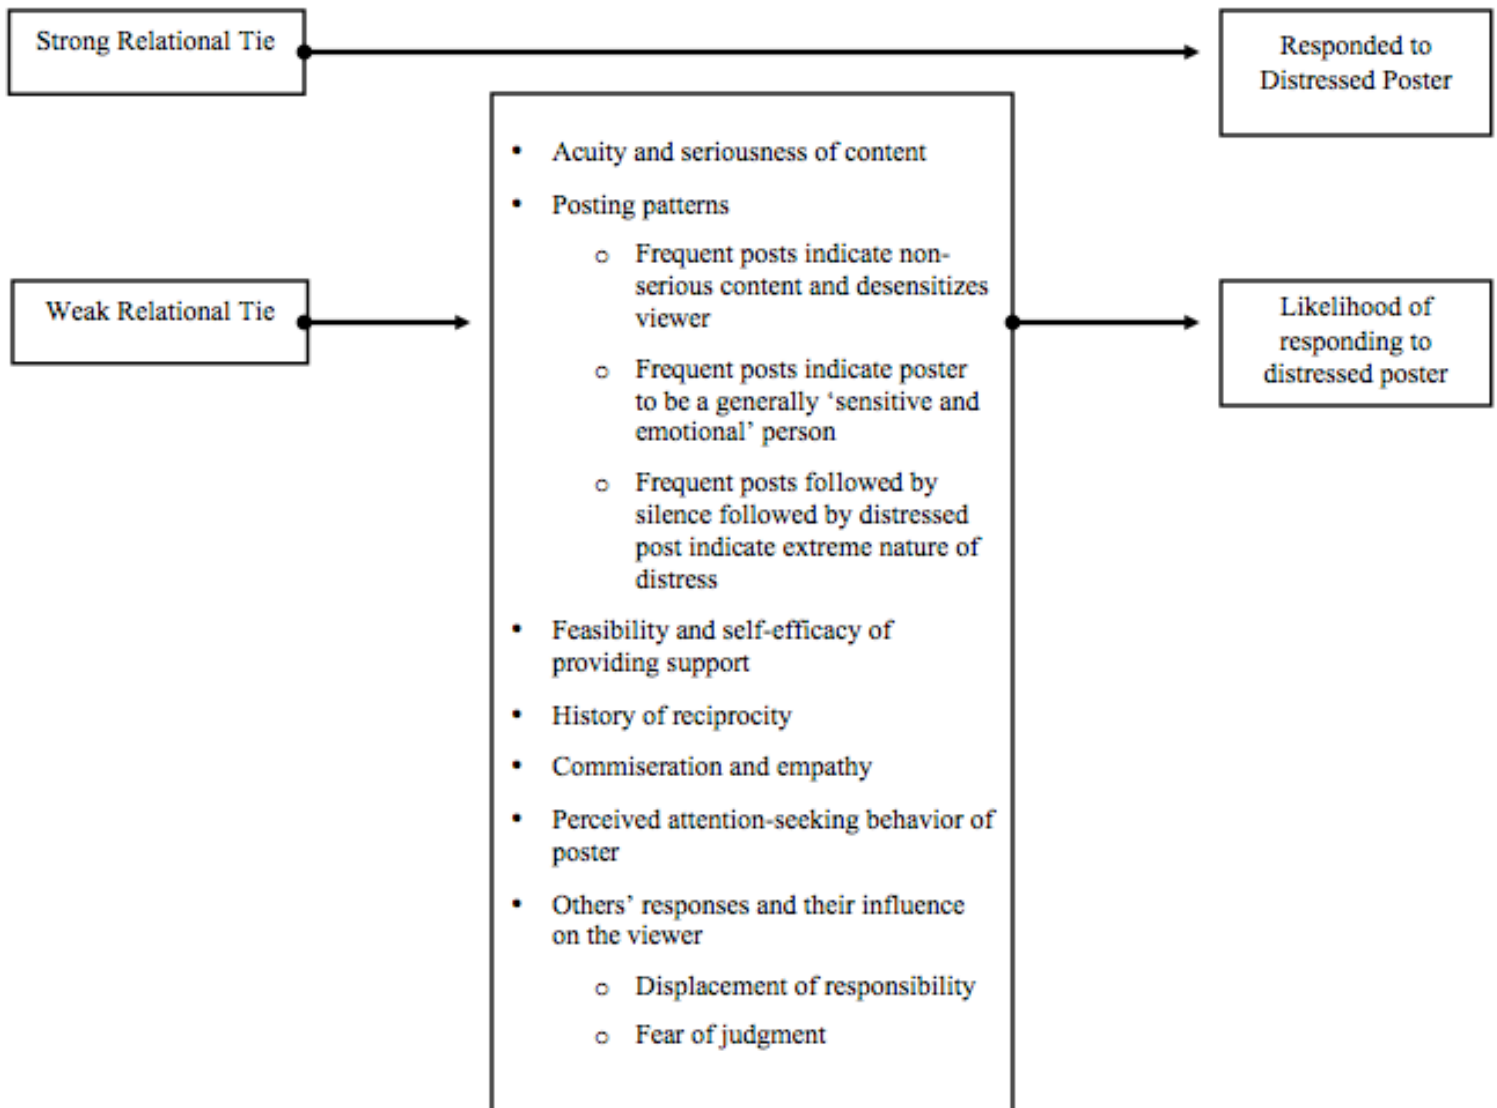 Strong Relational Tie
Responded to
Distressed Poster
• Acuity and seriousness of content
• Posting patterns
o Frequent posts indicate non-
serious content and desensitizes
viewer
o Frequent posts indicate poster
to be a generally ‘sensitive and
emotional’ person
o Frequent posts followed by
silence followed by distressed
post indicate extreme nature of
distress
• Feasibility and self-efficacy of
providing support
• History of reciprocity
• Commiseration and empathy
• Perceived attention-seeking behavior of
poster
• Others’ responses and their influence
on the viewer
o Displacement of responsibility
o Fear of judgment
Weak Relational Tie
Likelihood of
responding to
distressed poster